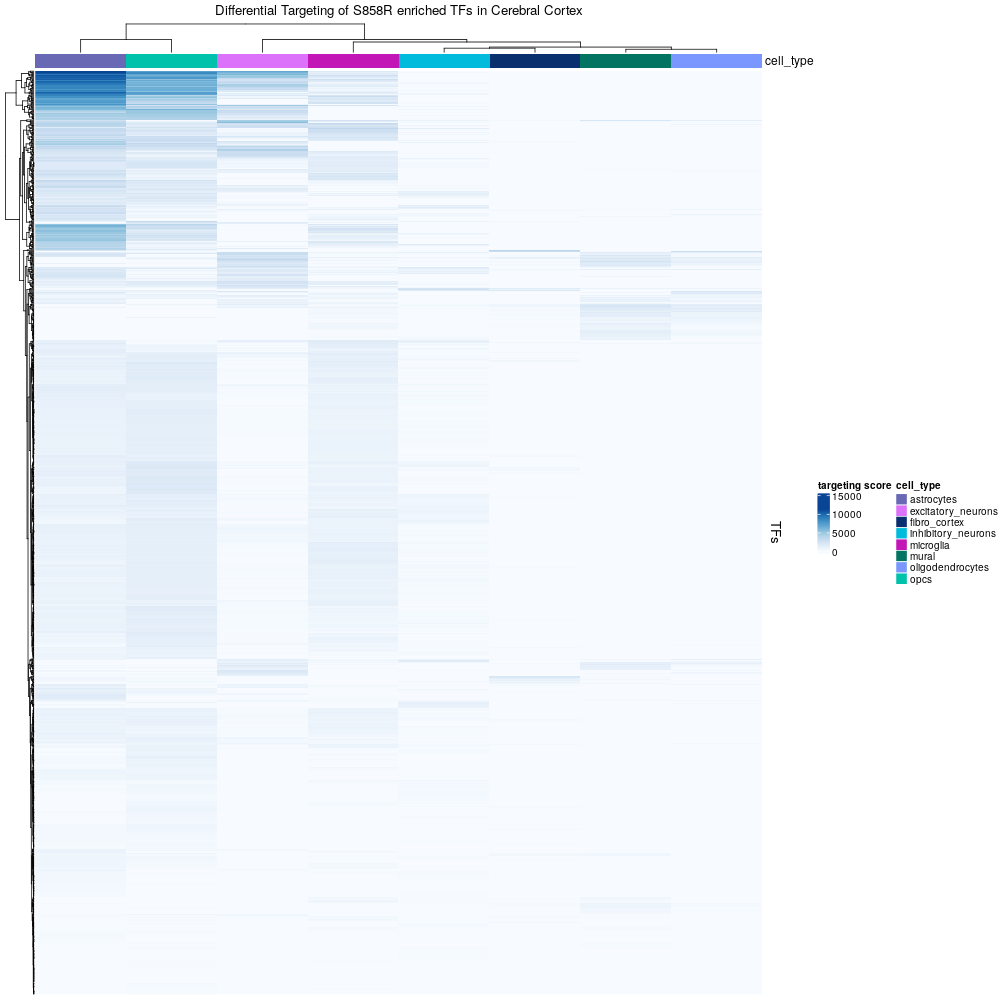 Differential Targeting of S858R enriched TFs in Cerebral Cortex
cell_type
TFs
targeting score
15000
10000
5000
0
cell_type
astrocytes
excitatory_neurons
fibro_cortex
inhibitory_neurons
microglia
mural
oligodendrocytes
opcs